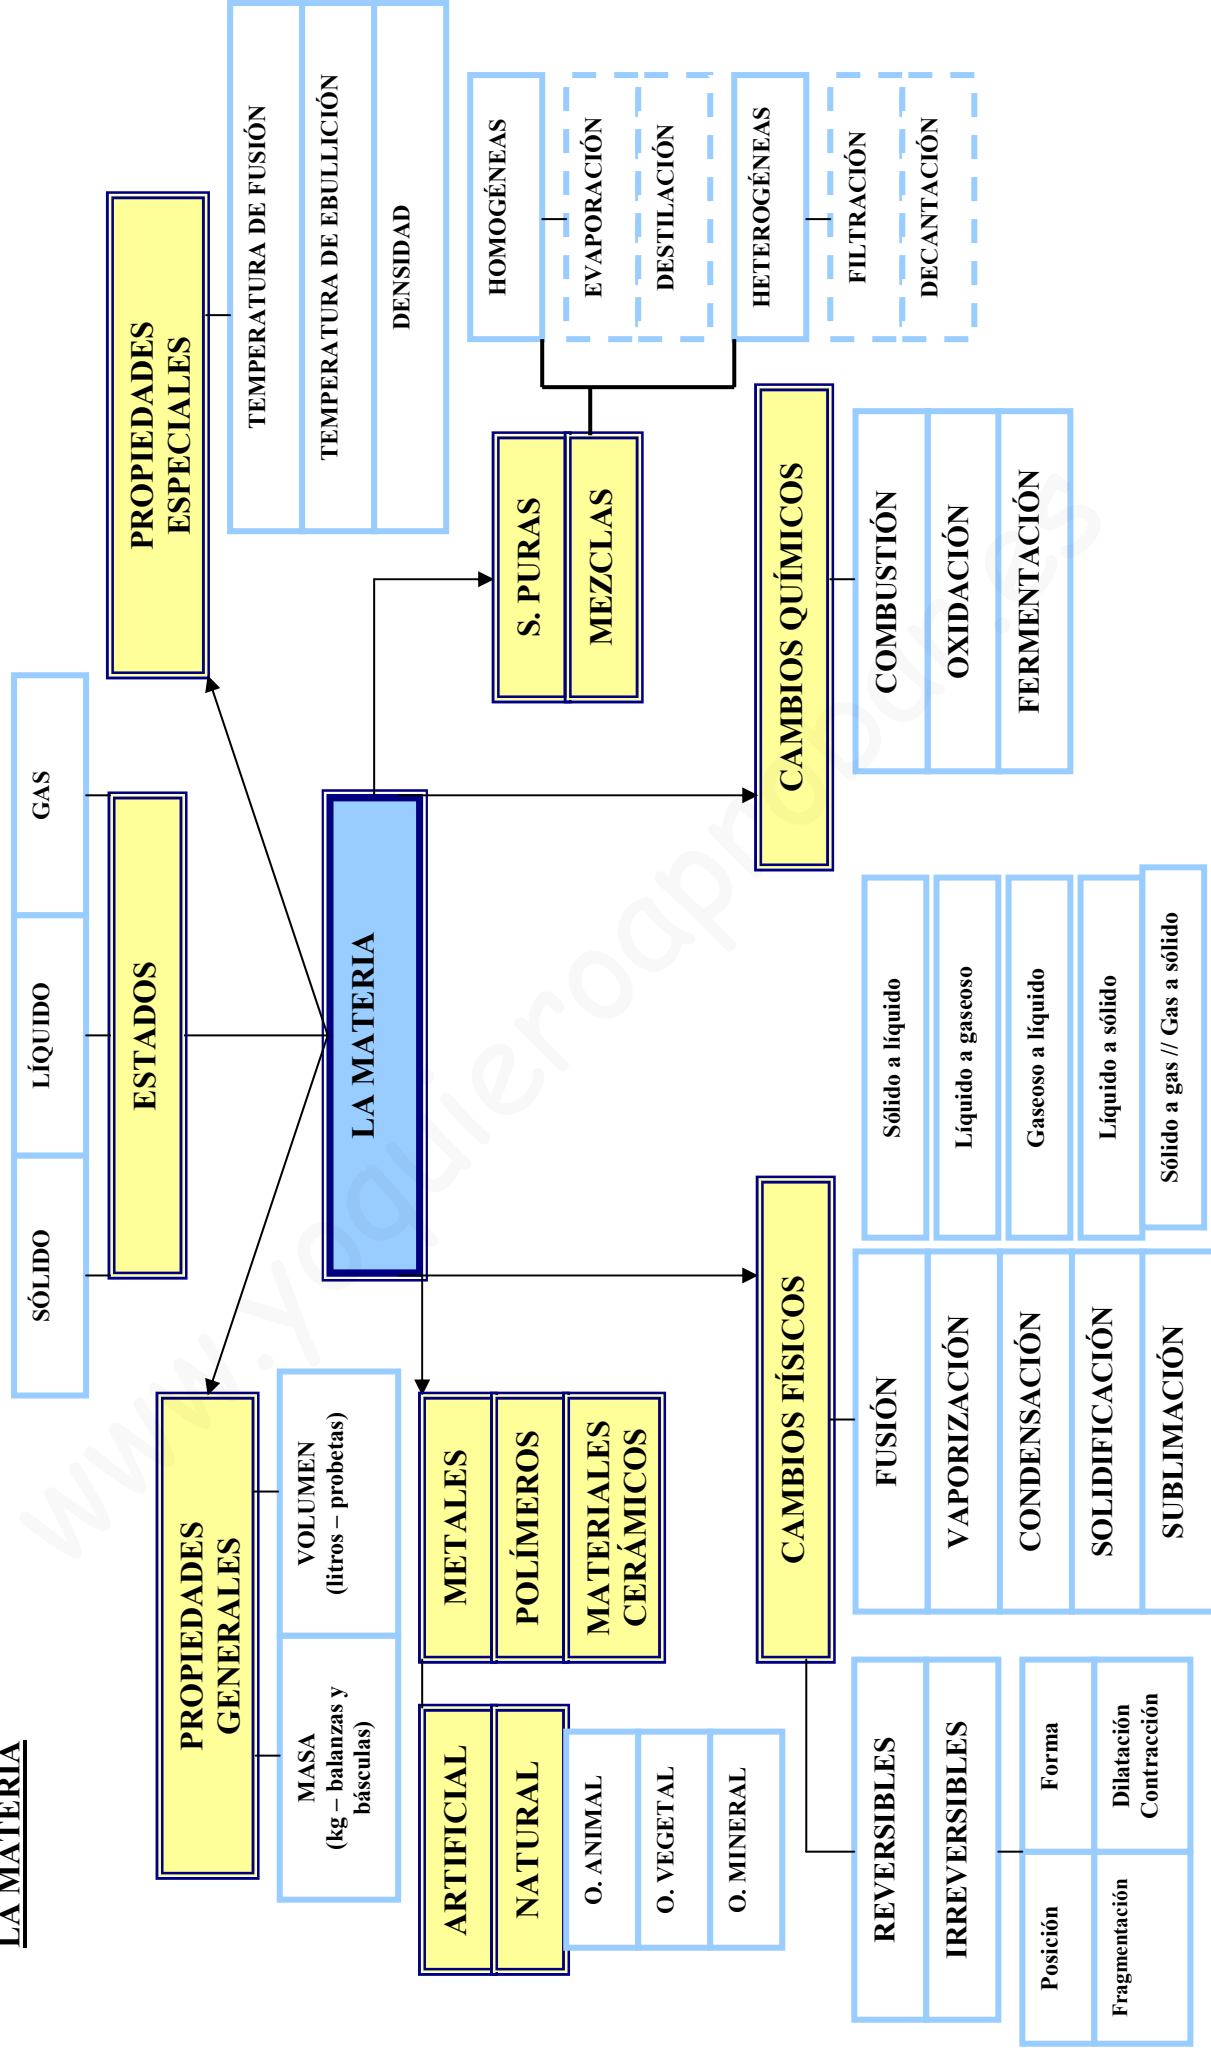 LA MATERIA
SÓLIDO
LÍQUIDO
GAS
ESTADOS
PROPIEDADES
GENERALES
PROPIEDADES
ESPECIALES
MASA
(kg – balanzas y
básculas)
VOLUMEN
(litros – probetas)
TEMPERATURA DE FUSIÓN
TEMPERATURA DE EBULLICIÓN
DENSIDAD
LA MATERIA
ARTIFICIAL
NATURAL
O. ANIMAL
O. VEGETAL
O. MINERAL
METALES
POLÍMEROS
MATERIALES
CERÁMICOS
S. PURAS
MEZCLAS
HOMOGÉNEAS
EVAPORACIÓN
DESTILACIÓN
HETEROGÉNEAS
FILTRACIÓN
DECANTACIÓN
CAMBIOS FÍSICOS
REVERSIBLES
IRREVERSIBLES
Posición
Forma
Fragmentación
Dilatación
Contracción
FUSIÓN
Sólido a líquido
VAPORIZACIÓN
Líquido a gaseoso
CONDENSACIÓN
Gaseoso a líquido
SOLIDIFICACIÓN
Líquido a sólido
SUBLIMACIÓN
Sólido a gas // Gas a sólido
CAMBIOS QUÍMICOS
COMBUSTIÓN
OXIDACIÓN
FERMENTACIÓN
www.yoquieroaprobar.es